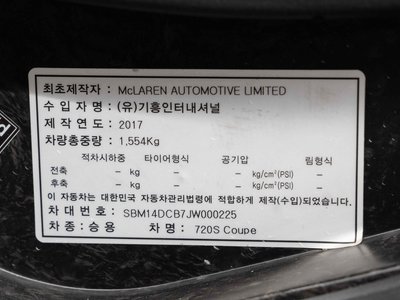 최초제작자 : McLAREN AUTOMOTIVE LIMITED
수 입 자 명 : (유)기흥인터내셔널
제 작 연 도 : 2017
차량총중량 : 1,554Kg
적차시하중 타이어형식 공기압 림형식
전축 – kg – – kg/cm²(PSI) –
후축 – kg – – kg/cm²(PSI) –
이 자동차는 대한민국 자동차관리법령에 적합하게 제작(수입)되었습니다.
차 대 번 호 : SBM14DCB7JW000225
차 종 : 승 용 차 명 : 720S Coupe